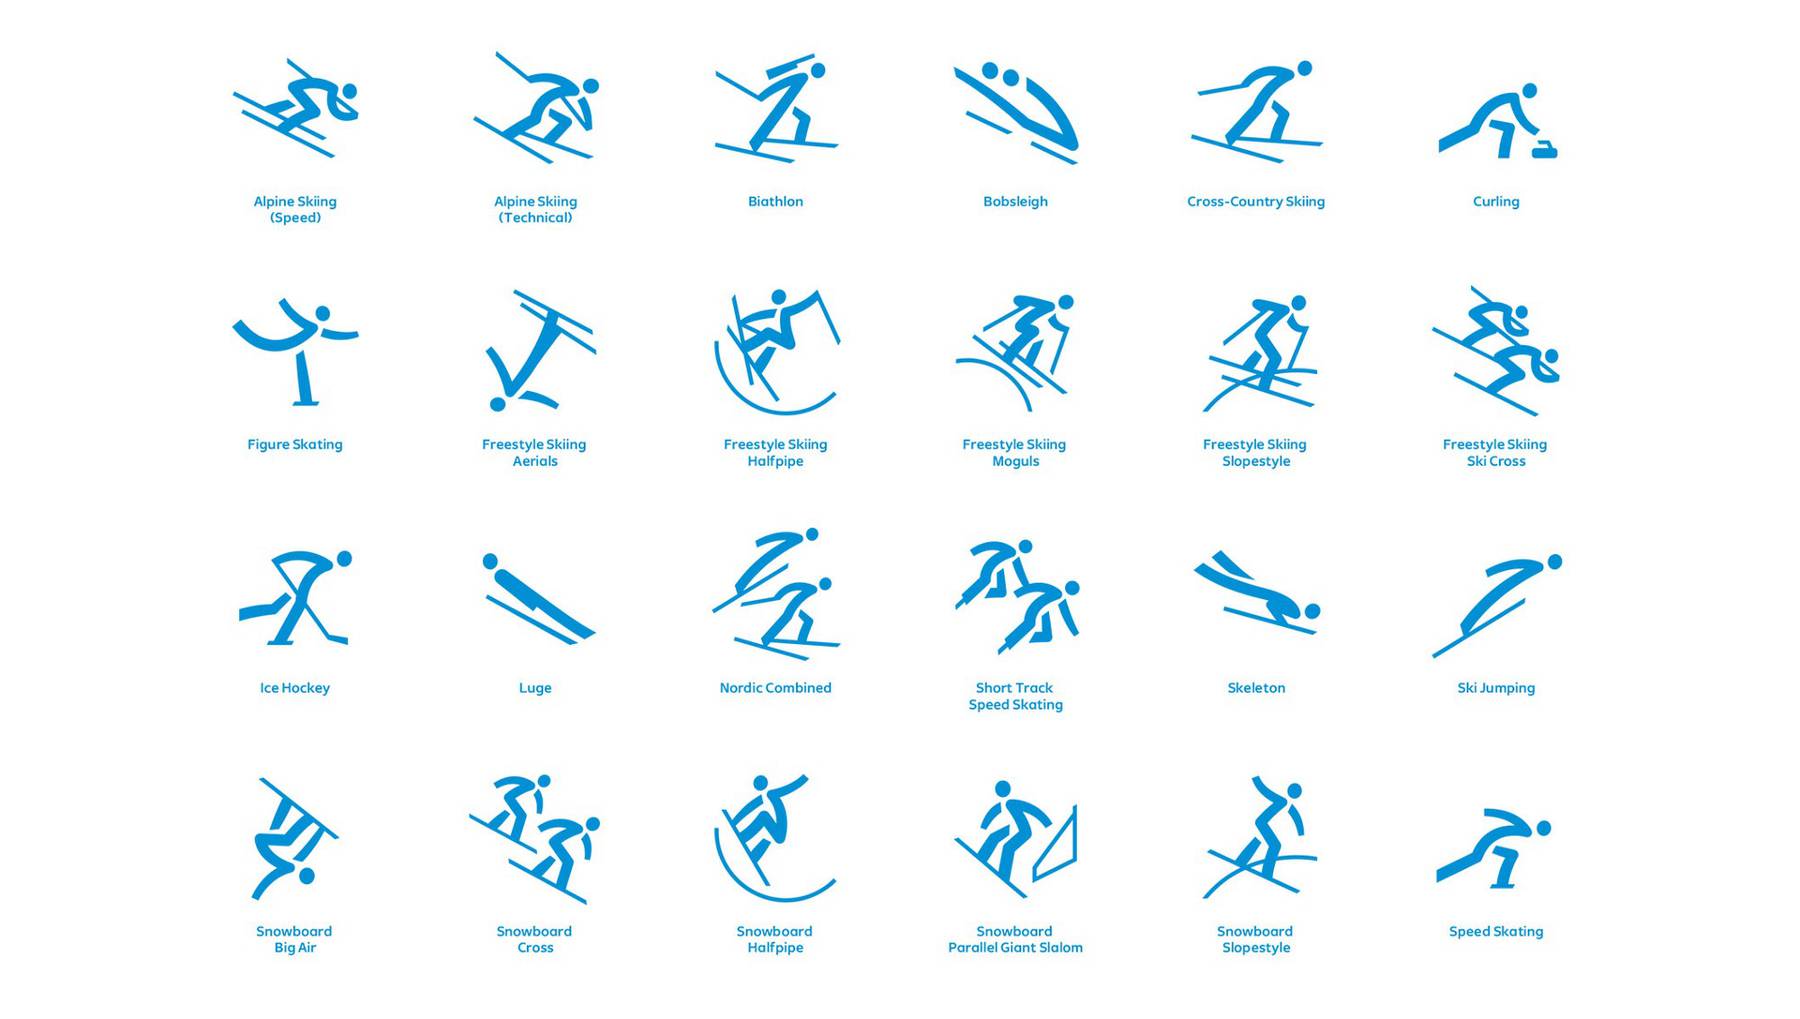 Alpine Skiing
(Speed)
Alpine Skiing
(Technical)
Biathlon
Bobsleigh
Cross-Country Skiing
Curling
Figure Skating
Freestyle Skiing
Aerials
Freestyle Skiing
Halfpipe
Freestyle Skiing
Moguls
Freestyle Skiing
Slopestyle
Freestyle Skiing
Ski Cross
Ice Hockey
Luge
Nordic Combined
Short Track
Speed Skating
Skeleton
Ski Jumping
Snowboard
Big Air
Snowboard
Cross
Snowboard
Halfpipe
Snowboard
Parallel Giant Slalom
Snowboard
Slopestyle
Speed Skating